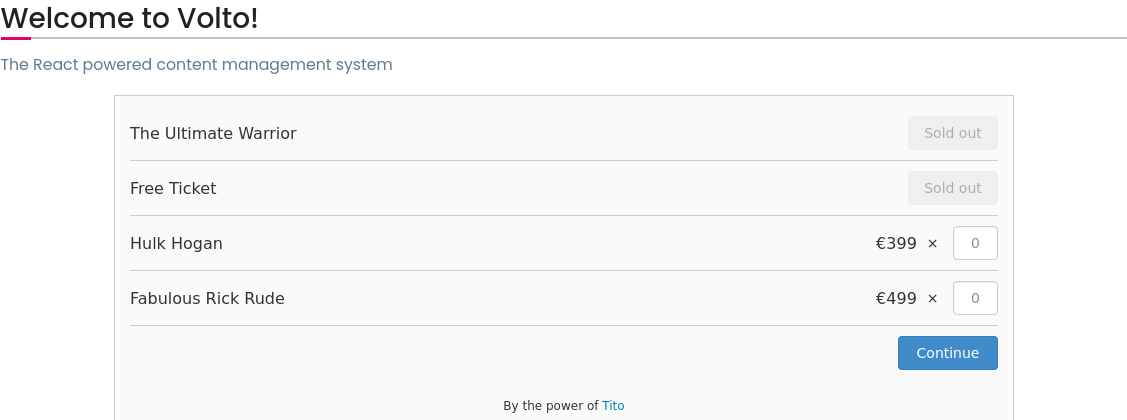 Welcome to Volto!
The React powered content management system
The Ultimate Warrior Sold out
Free Ticket Sold out
Hulk Hogan €399 × 0
Fabulous Rick Rude €499 × 0
Continue
By the power of Tito